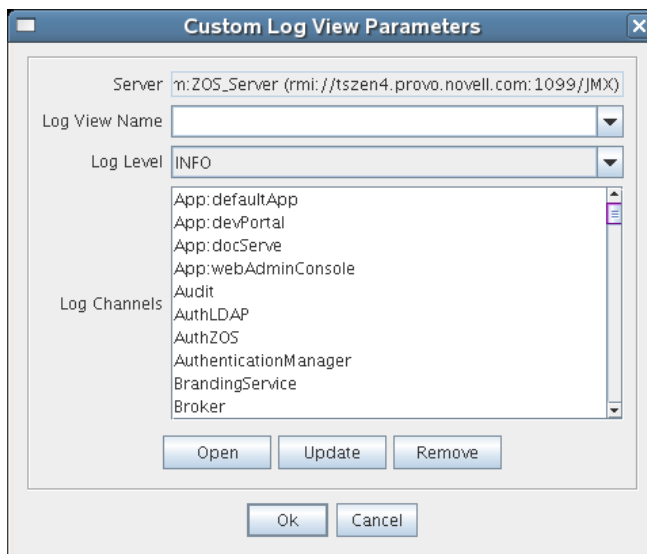 Custom Log View Parameters
Server m:ZOS_Server (rmi://tszen4.provo.novell.com:1099/JMX)
Log View Name
Log Level INFO
App:defaultApp
App:devPortal
App:docServe
App:webAdminConsole
Audit
Log Channels
AuthLDAP
AuthZOS
AuthenticationManager
BrandingService
Broker
Open Update Remove
Ok Cancel